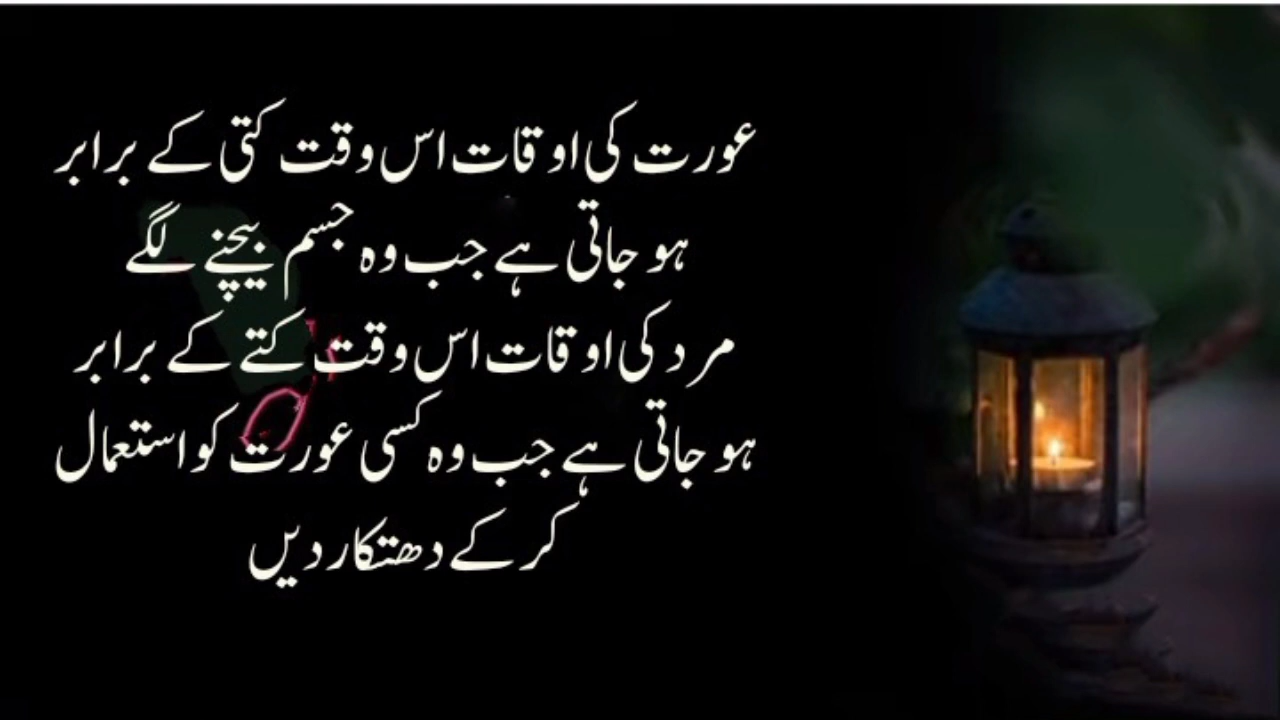 عورت کی اوقات اس وقت کتی کے برابر
ہو جاتی ہے جب وہ جسم بیچنے لگے
مرد کی اوقات اس وقت کتے کے برابر
ہو جاتی ہے جب وہ کسی عورت کو استعمال
کر کے دھتکار دیں